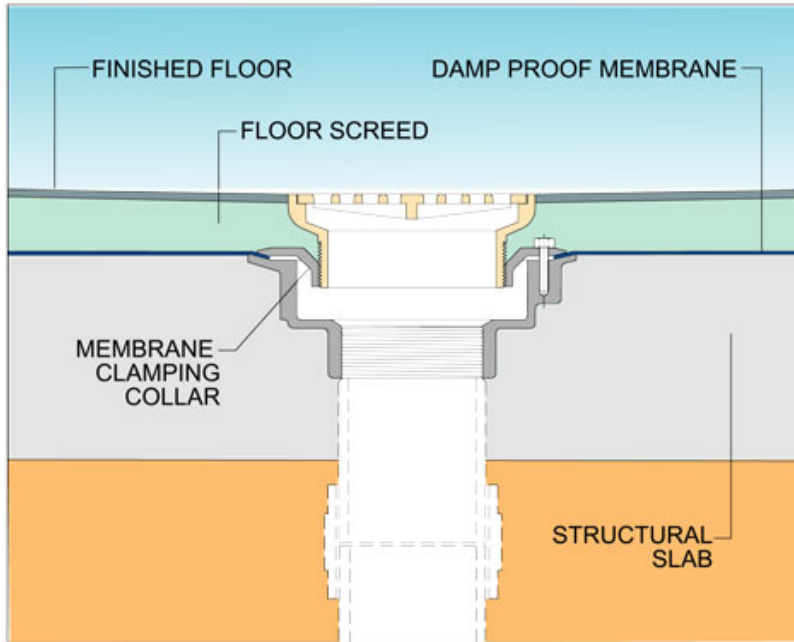 FINISHED FLOOR
DAMP PROOF MEMBRANE
FLOOR SCREED
MEMBRANE
CLAMPING
COLLAR
STRUCTURAL
SLAB